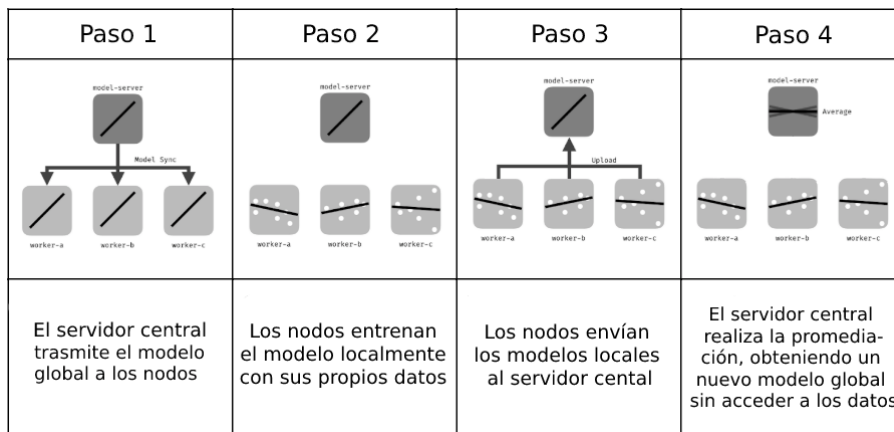 Paso 1
Paso 2
Paso 3
Paso 4
model-server
Model Sync
worker-a
worker-b
worker-c
model-server
worker-a
worker-b
worker-c
model-server
Upload
worker-a
worker-b
worker-c
model-server
Average
worker-a
worker-b
worker-c
El servidor central
trasmite el modelo
global a los nodos
Los nodos entrenan
el modelo localmente
con sus propios datos
Los nodos envían
los modelos locales
al servidor cental
El servidor central
realiza la promedia-
ción, obteniendo un
nuevo modelo global
sin acceder a los datos